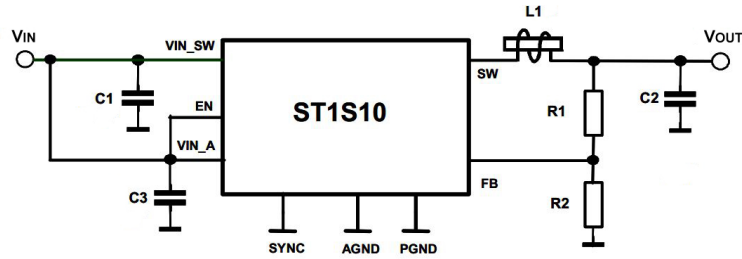 L1
VIN
VOUT
VIN_SW
SW
C1
EN
ST1S10
R1
C2
VIN_A
C3
FB
R2
SYNC
AGND
PGND